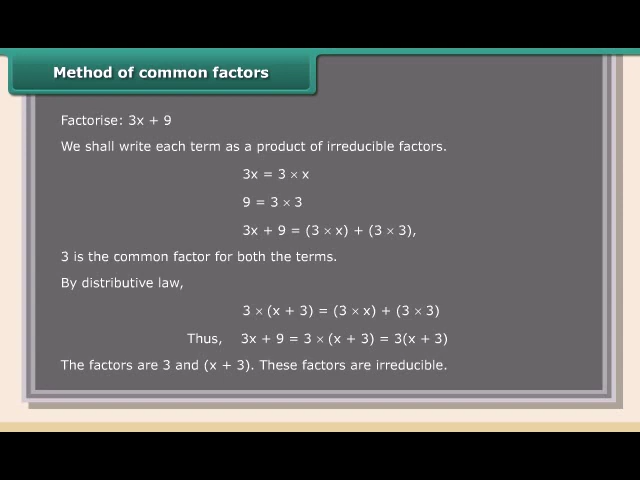 Method of common factors
Factorise: 3x + 9
We shall write each term as a product of irreducible factors.
3x = 3 × x
9 = 3 × 3
3x + 9 = (3 × x) + (3 × 3),
3 is the common factor for both the terms.
By distributive law,
3 × (x + 3) = (3 × x) + (3 × 3)
Thus, 3x + 9 = 3 × (x + 3) = 3(x + 3)
The factors are 3 and (x + 3). These factors are irreducible.